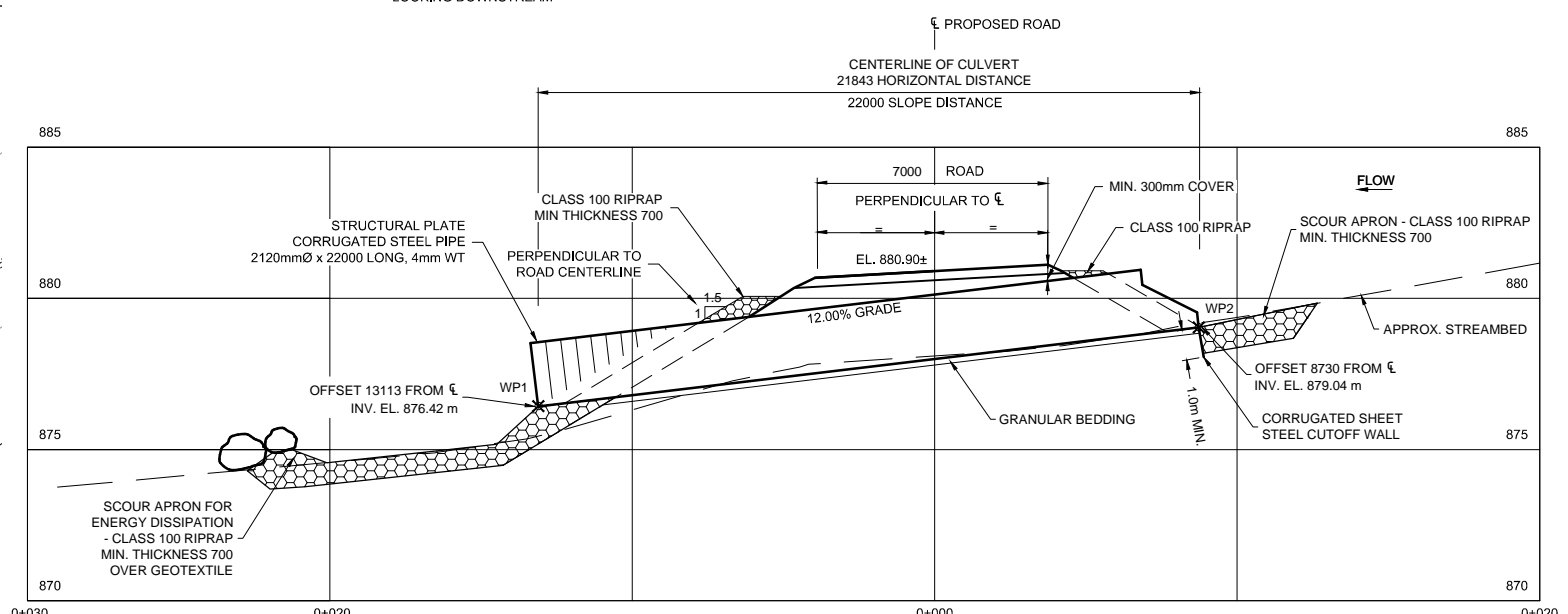 ℄ PROPOSED ROAD
CENTERLINE OF CULVERT
21843 HORIZONTAL DISTANCE
22000 SLOPE DISTANCE
885
885
7000 ROAD
PERPENDICULAR TO ℄
=
=
EL. 880.90±
MIN. 300mm COVER
FLOW
CLASS 100 RIPRAP
MIN THICKNESS 700
STRUCTURAL PLATE
CORRUGATED STEEL PIPE
2120mmØ x 22000 LONG, 4mm WT
PERPENDICULAR TO
ROAD CENTERLINE
CLASS 100 RIPRAP
SCOUR APRON - CLASS 100 RIPRAP
MIN. THICKNESS 700
880
880
1.5
1
12.00% GRADE
WP2
APPROX. STREAMBED
WP1
OFFSET 13113 FROM ℄
INV. EL. 876.42 m
OFFSET 8730 FROM ℄
INV. EL. 879.04 m
1.0m MIN.
GRANULAR BEDDING
CORRUGATED SHEET
STEEL CUTOFF WALL
875
875
SCOUR APRON FOR
ENERGY DISSIPATION
- CLASS 100 RIPRAP
MIN. THICKNESS 700
OVER GEOTEXTILE
870
870
0+030
0+020
0+000
0+020